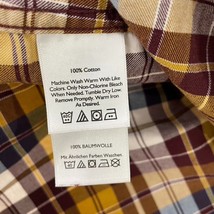 100% Cotton
Machine Wash Warm With Like
Colors. Only Non-Chlorine Bleach
When Needed. Tumble Dry Low.
Remove Promptly. Warm Iron
As Desired.
100% BAUMWOLLE
Mit Ähnlichen Farben Waschen